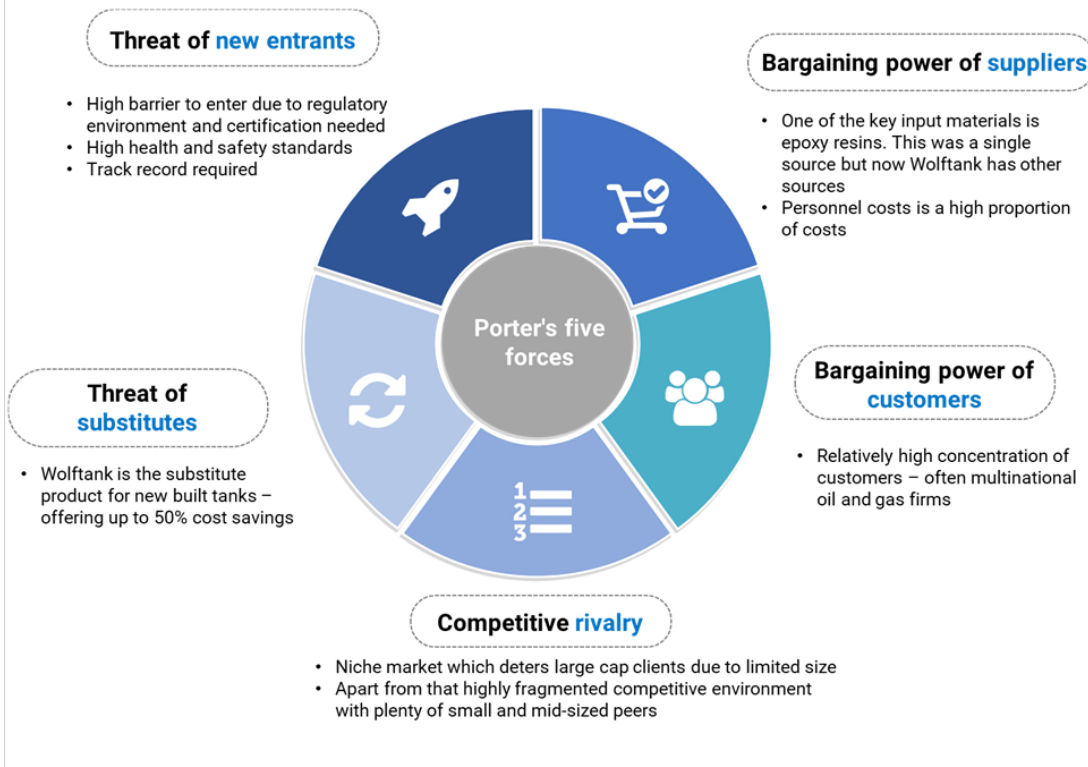 Threat of new entrants
• High barrier to enter due to regulatory
environment and certification needed
• High health and safety standards
• Track record required
Bargaining power of suppliers
• One of the key input materials is
epoxy resins. This was a single
source but now Wolftank has other
sources
• Personnel costs is a high proportion
of costs
Porter's five
forces
Threat of
substitutes
• Wolftank is the substitute
product for new built tanks –
offering up to 50% cost savings
Bargaining power of
customers
• Relatively high concentration of
customers – often multinational
oil and gas firms
1
2
3
Competitive rivalry
• Niche market which deters large cap clients due to limited size
• Apart from that highly fragmented competitive environment
with plenty of small and mid-sized peers